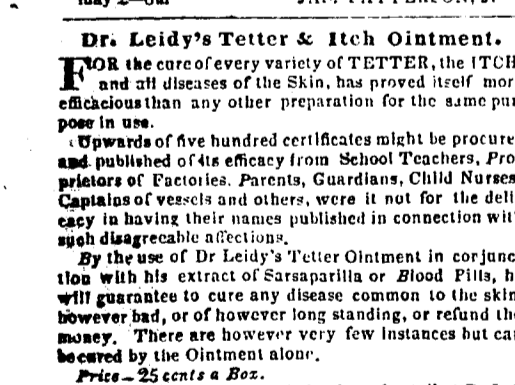 Dr. Leidy's Tetter & Itch Ointment.
FOR the cure of every variety of TETTER, the ITCH
and all diseases of the Skin, has proved itself mor
efficacious than any other preparation for the same pur
pose in use.
Upwards of five hundred certificates might be procure
and published of its efficacy from School Teachers, Pro
prietors of Factories. Parents, Guardians, Child Nurses
Captains of vessels and others, were it not for the deli
cacy in having their names published in connection wit
such disagreeable affections.
By the use of Dr Leidy's Tetter Ointment in conjunc
tion with his extract of Sarsaparilla or Blood Pills, h
will guarantee to cure any disease common to the skin
however bad, or of however long standing, or refund th
money. There are however very few instances but can
be cured by the Ointment alone.
Price—25 cents a Box.